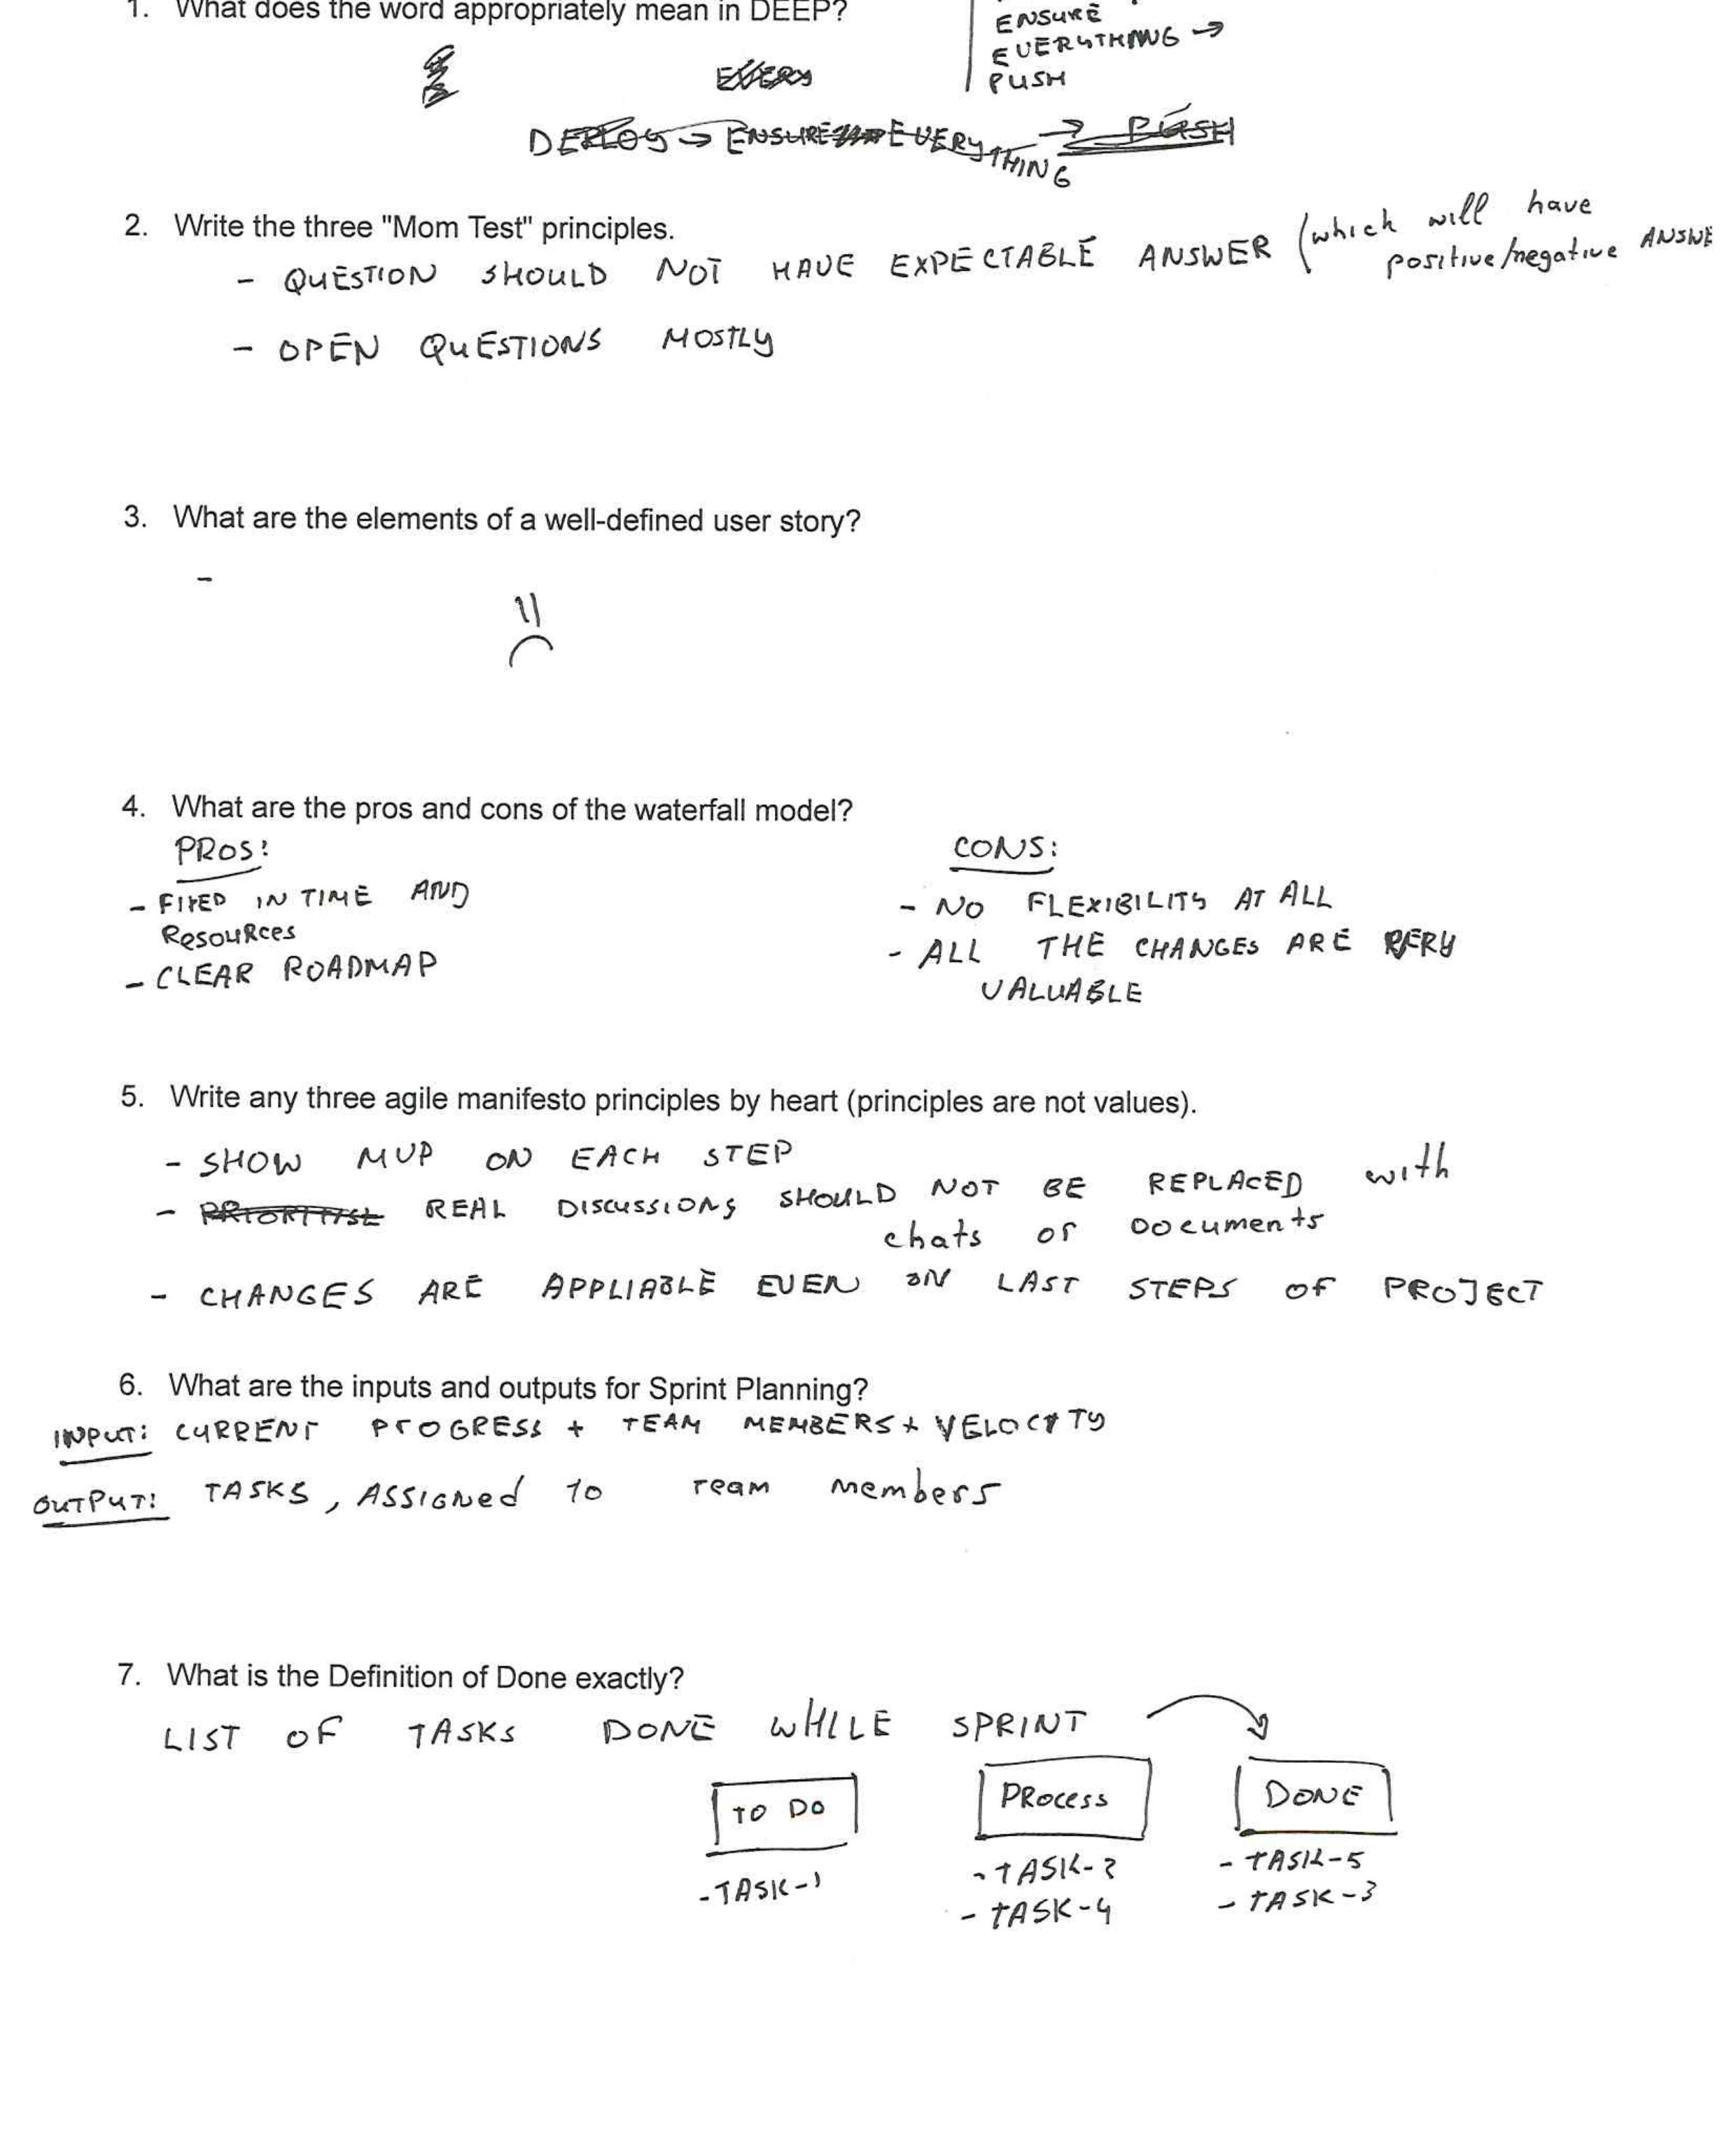 1. What does the word appropriately mean in DEEP?
ENSURE
EVERYTHING →
PUSH
DEPLOY → ENSURE EVERYTHING → PUSH
2. Write the three "Mom Test" principles.
- QUESTION SHOULD NOT HAVE EXPECTABLE ANSWER (which will have
positive/negative ANSWE
- OPEN QUESTIONS MOSTLY
3. What are the elements of a well-defined user story?
-
4. What are the pros and cons of the waterfall model?
PROS:
- FIXED IN TIME AND
ResouRces
- CLEAR ROADMAP
CONS:
- NO FLEXIBILITY AT ALL
- ALL THE CHANGES ARE VERY
VALUABLE
5. Write any three agile manifesto principles by heart (principles are not values).
- SHOW MVP ON EACH STEP
- PRIORITISE REAL DISCUSSIONS SHOULD NOT BE REPLACED with
chats or Documents
- CHANGES ARE APPLIABLE EVEN ON LAST STEPS OF PROJECT
6. What are the inputs and outputs for Sprint Planning?
INPUT: CURRENT PrOGRESS + TEAM MEMBERS + VELOCITY
OUTPUT: TASKS, ASSIGNed TO Team members
7. What is the Definition of Done exactly?
LIST OF TASKS DONE WHILE SPRINT
TO DO
- TASK-1
PRocess
- TASK-2
- TASK-4
DONE
- TASK-5
- TASK-3